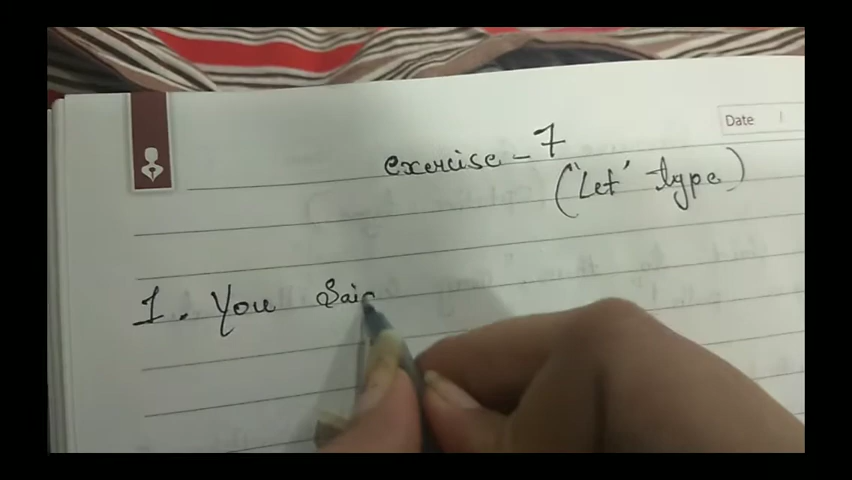 Date
exercise - 7
('Let' type)
1. You Sai